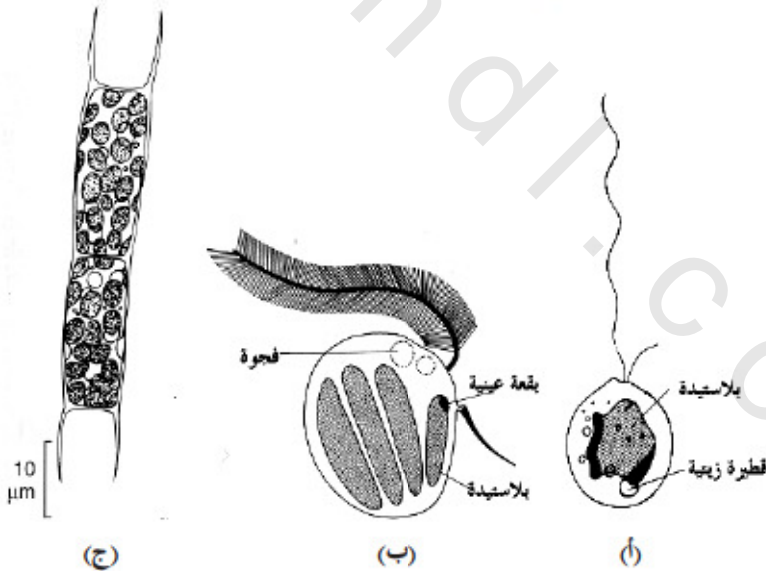 n d l . c o
فجوة
بقعة عينية
بلاستيدة
بلاستيدة
قطيرة زيتية
10
μm
(أ)
(ب)
(ج)